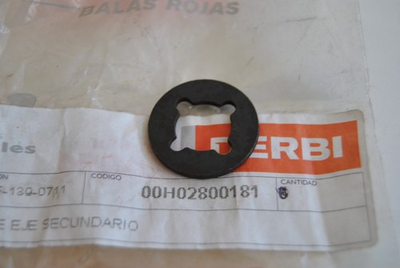 BALAS ROJAS
DERBI
les
CODIGO
CANTIDAD
00H02800181
E EJE SECUNDARIO